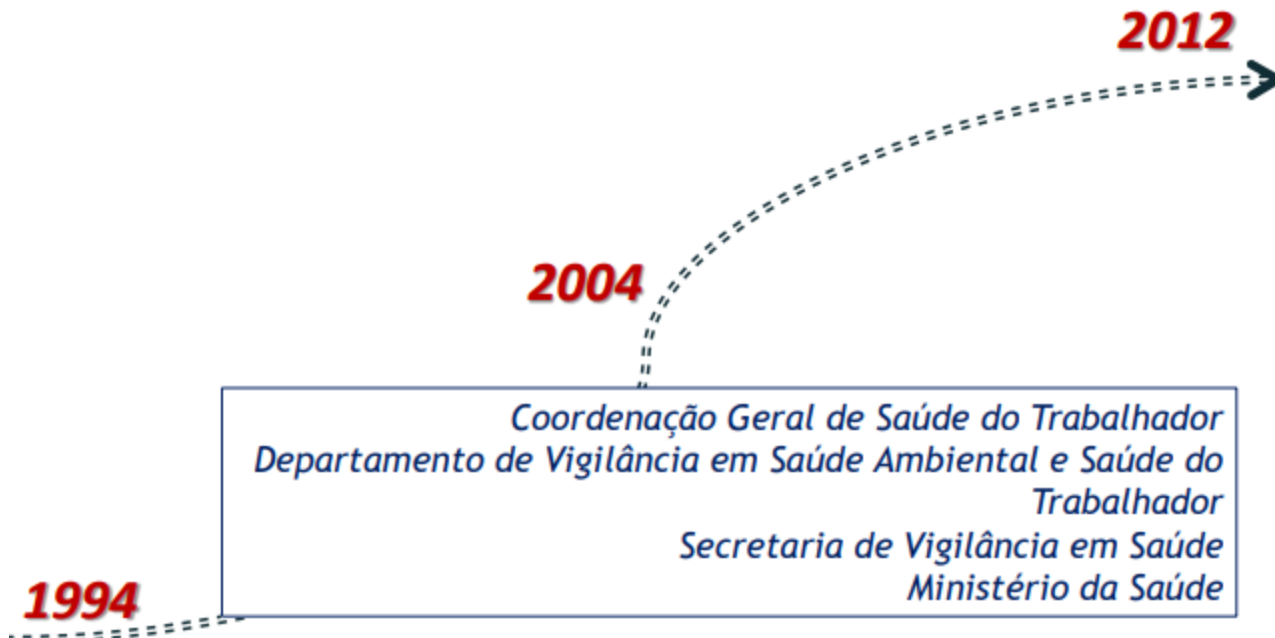 2012
2004
Coordenação Geral de Saúde do Trabalhador
Departamento de Vigilância em Saúde Ambiental e Saúde do
Trabalhador
Secretaria de Vigilância em Saúde
Ministério da Saúde
1994